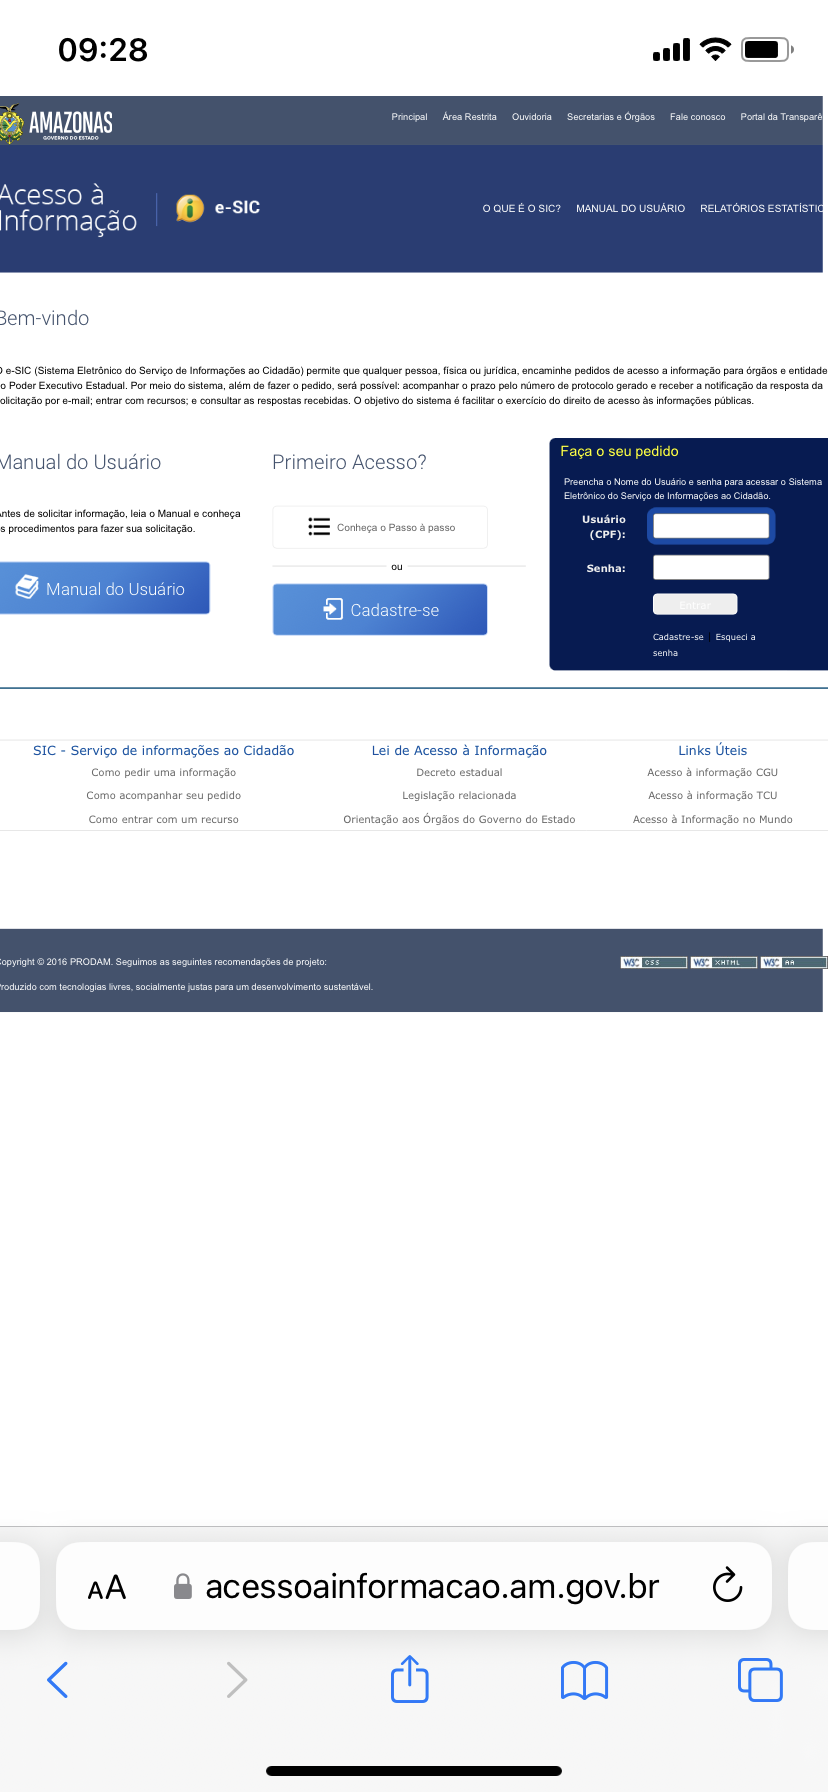 09:28
AMAZONAS
GOVERNO DO ESTADO
Principal Área Restrita Ouvidoria Secretarias e Órgãos Fale conosco Portal da Transparê
Acesso à
Informação
e-SIC
O QUE É O SIC? MANUAL DO USUÁRIO RELATÓRIOS ESTATÍSTIC
Bem-vindo
O e-SIC (Sistema Eletrônico do Serviço de Informações ao Cidadão) permite que qualquer pessoa, física ou jurídica, encaminhe pedidos de acesso a informação para órgãos e entidade
o Poder Executivo Estadual. Por meio do sistema, além de fazer o pedido, será possível: acompanhar o prazo pelo número de protocolo gerado e receber a notificação da resposta da
olicitação por e-mail; entrar com recursos; e consultar as respostas recebidas. O objetivo do sistema é facilitar o exercício do direito de acesso às informações públicas.
Manual do Usuário
Antes de solicitar informação, leia o Manual e conheça
s procedimentos para fazer sua solicitação.
Manual do Usuário
Primeiro Acesso?
Conheça o Passo à passo
ou
Cadastre-se
Faça o seu pedido
Preencha o Nome do Usuário e senha para acessar o Sistema
Eletrônico do Serviço de Informações ao Cidadão.
Usuário
(CPF):
Senha:
Entrar
Cadastre-se | Esqueci a
senha
SIC - Serviço de informações ao Cidadão
Como pedir uma informação
Como acompanhar seu pedido
Como entrar com um recurso
Lei de Acesso à Informação
Decreto estadual
Legislação relacionada
Orientação aos Órgãos do Governo do Estado
Links Úteis
Acesso à informação CGU
Acesso à informação TCU
Acesso à Informação no Mundo
Copyright © 2016 PRODAM. Seguimos as seguintes recomendações de projeto:
W3C CSS W3C XHTML W3C AA
Produzido com tecnologias livres, socialmente justas para um desenvolvimento sustentável.
AA acessoainformacao.am.gov.br